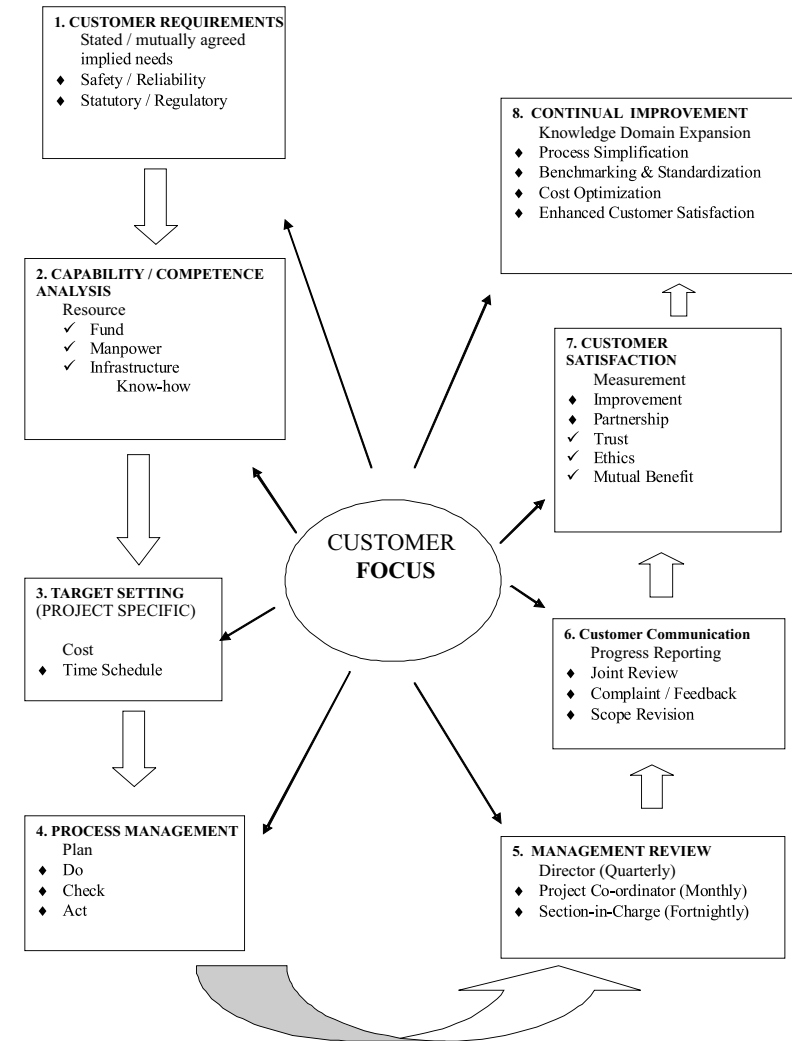 1. CUSTOMER REQUIREMENTS
Stated / mutually agreed
implied needs
♦ Safety / Reliability
♦ Statutory / Regulatory
2. CAPABILITY / COMPETENCE
ANALYSIS
Resource
✓ Fund
✓ Manpower
✓ Infrastructure
Know-how
3. TARGET SETTING
(PROJECT SPECIFIC)
Cost
♦ Time Schedule
4. PROCESS MANAGEMENT
Plan
♦ Do
♦ Check
♦ Act
CUSTOMER
FOCUS
5. MANAGEMENT REVIEW
Director (Quarterly)
♦ Project Co-ordinator (Monthly)
♦ Section-in-Charge (Fortnightly)
6. Customer Communication
Progress Reporting
♦ Joint Review
♦ Complaint / Feedback
♦ Scope Revision
7. CUSTOMER
SATISFACTION
Measurement
♦ Improvement
♦ Partnership
✓ Trust
✓ Ethics
✓ Mutual Benefit
8. CONTINUAL IMPROVEMENT
Knowledge Domain Expansion
♦ Process Simplification
♦ Benchmarking & Standardization
♦ Cost Optimization
♦ Enhanced Customer Satisfaction